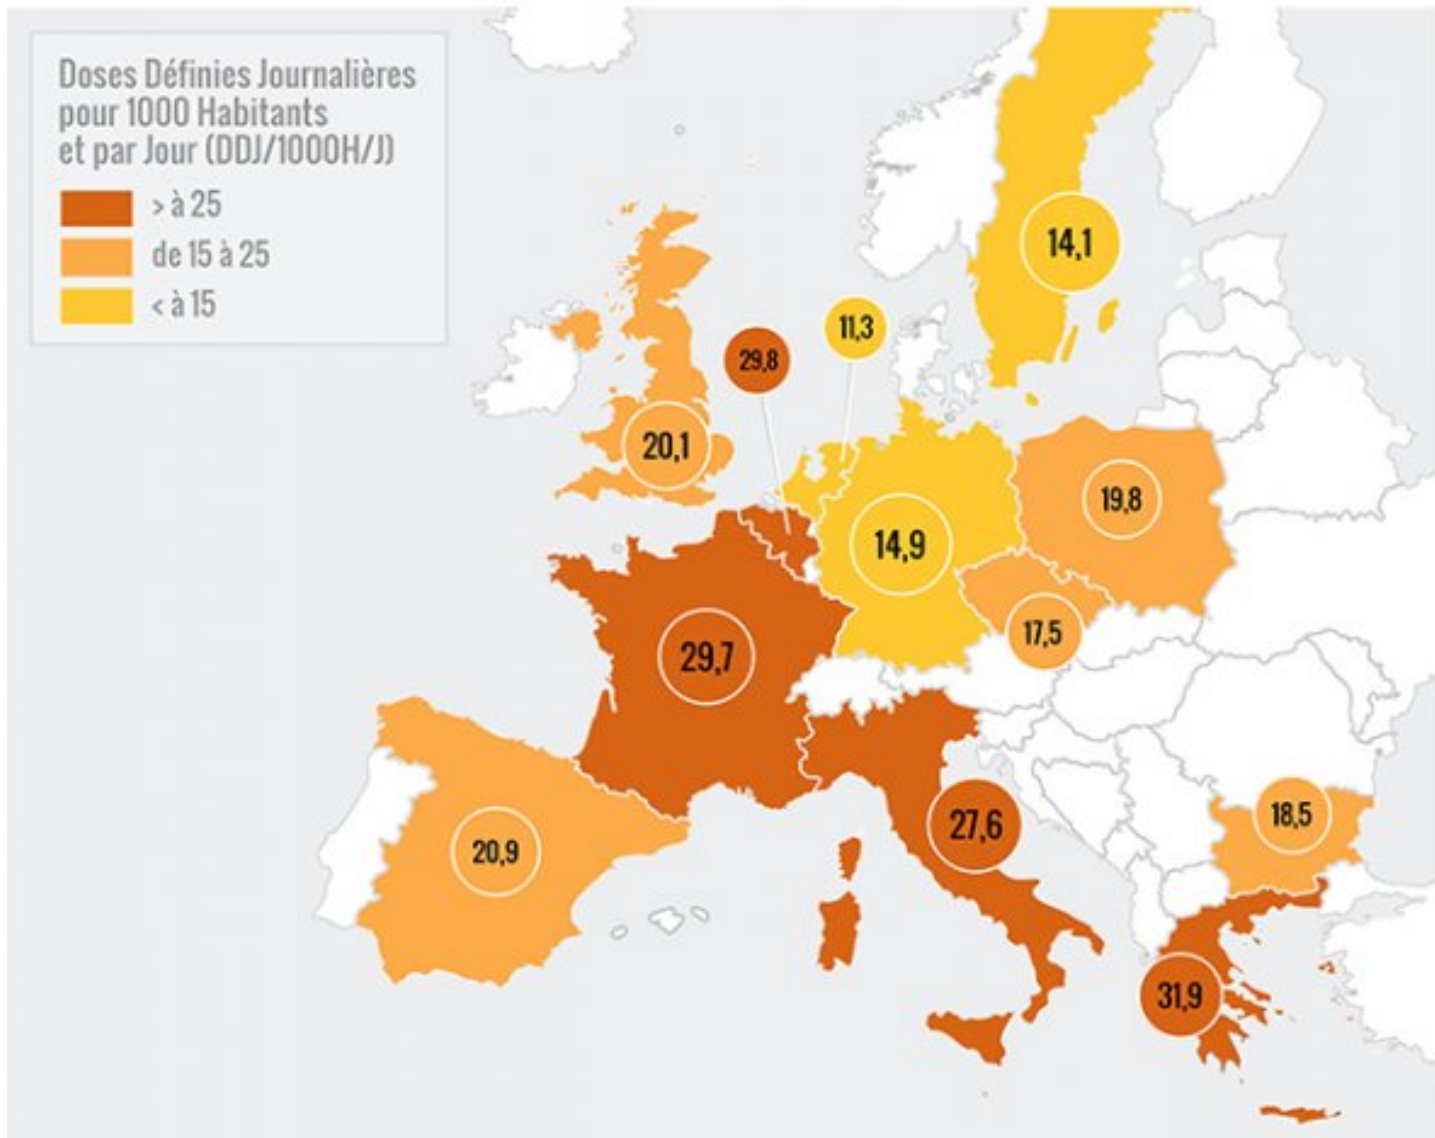 Doses Définies Journalières
pour 1000 Habitants
et par Jour (DDJ/1000H/J)
> à 25
de 15 à 25
< à 15
14,1
11,3
29,8
20,1
19,8
14,9
17,5
29,7
18,5
27,6
20,9
31,9